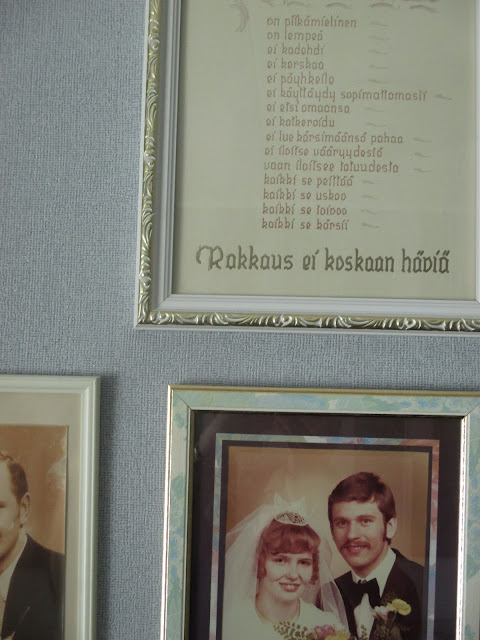 on pitkämielinen
on lempeä
ei kadehdi
ei kerskaa
ei pöyhkeile
ei käyttäydy sopimattomasti
ei etsi omaansa
ei katkeroidu
ei lue kärsimäänsä pahaa
ei iloitse vääryydestä
vaan iloitsee totuudesta
kaikki se peittää
kaikki se uskoo
kaikki se toivoo
kaikki se kärsii
Rakkaus ei koskaan häviä